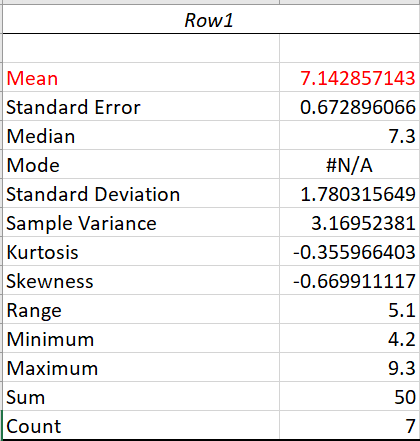 Row1
Mean 7.142857143
Standard Error 0.672896066
Median 7.3
Mode #N/A
Standard Deviation 1.780315649
Sample Variance 3.16952381
Kurtosis -0.355966403
Skewness -0.669911117
Range 5.1
Minimum 4.2
Maximum 9.3
Sum 50
Count 7